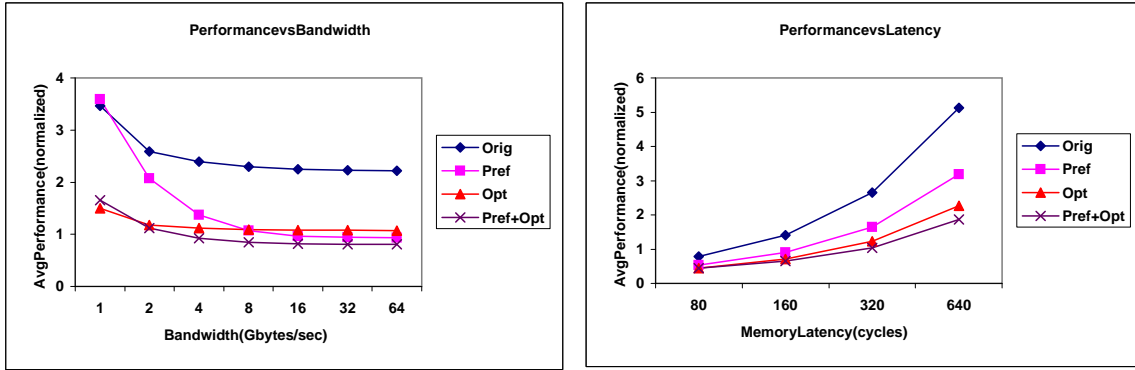 PerformancevsBandwidth
AvgPerformance(normalized)
4
3
2
1
0
1 2 4 8 16 32 64
Bandwidth(Gbytes/sec)
Orig
Pref
Opt
Pref+Opt
PerformancevsLatency
AvgPerformance(normalized)
6
5
4
3
2
1
0
80 160 320 640
MemoryLatency(cycles)
Orig
Pref
Opt
Pref+Opt